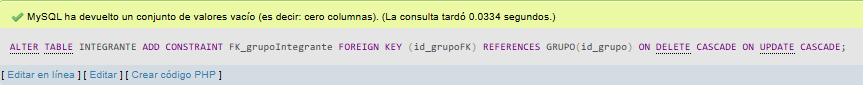 MySQL ha devuelto un conjunto de valores vacío (es decir: cero columnas). (La consulta tardó 0.0334 segundos.)
ALTER TABLE INTEGRANTE ADD CONSTRAINT FK_grupoIntegrante FOREIGN KEY (id_grupoFK) REFERENCES GRUPO(id_grupo) ON DELETE CASCADE ON UPDATE CASCADE;
[ Editar en línea ] [ Editar ] [ Crear código PHP ]